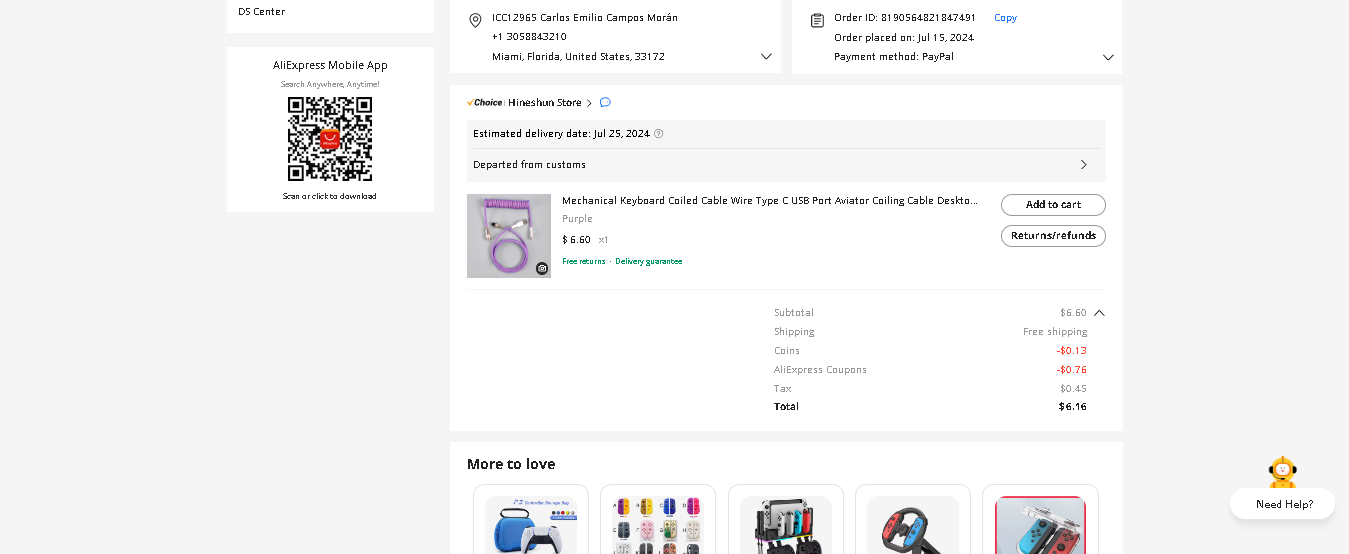 DS Center
AliExpress Mobile App
Search Anywhere, Anytime!
Scan or click to download
ICC12965 Carlos Emilio Campos Morán
+1 3058843210
Miami, Florida, United States, 33172
Order ID: 8190564821847491 Copy
Order placed on: Jul 15, 2024
Payment method: PayPal
Choice Hineshun Store
Estimated delivery date: Jul 25, 2024
Departed from customs
Mechanical Keyboard Coiled Cable Wire Type C USB Port Aviator Coiling Cable Deskto...
Purple
$ 6.60 x1
Free returns · Delivery guarantee
Add to cart
Returns/refunds
Subtotal $6.60
Shipping Free shipping
Coins -$0.13
AliExpress Coupons -$0.76
Tax $0.45
Total $6.16
More to love
Controller Storage Bag
Need Help?